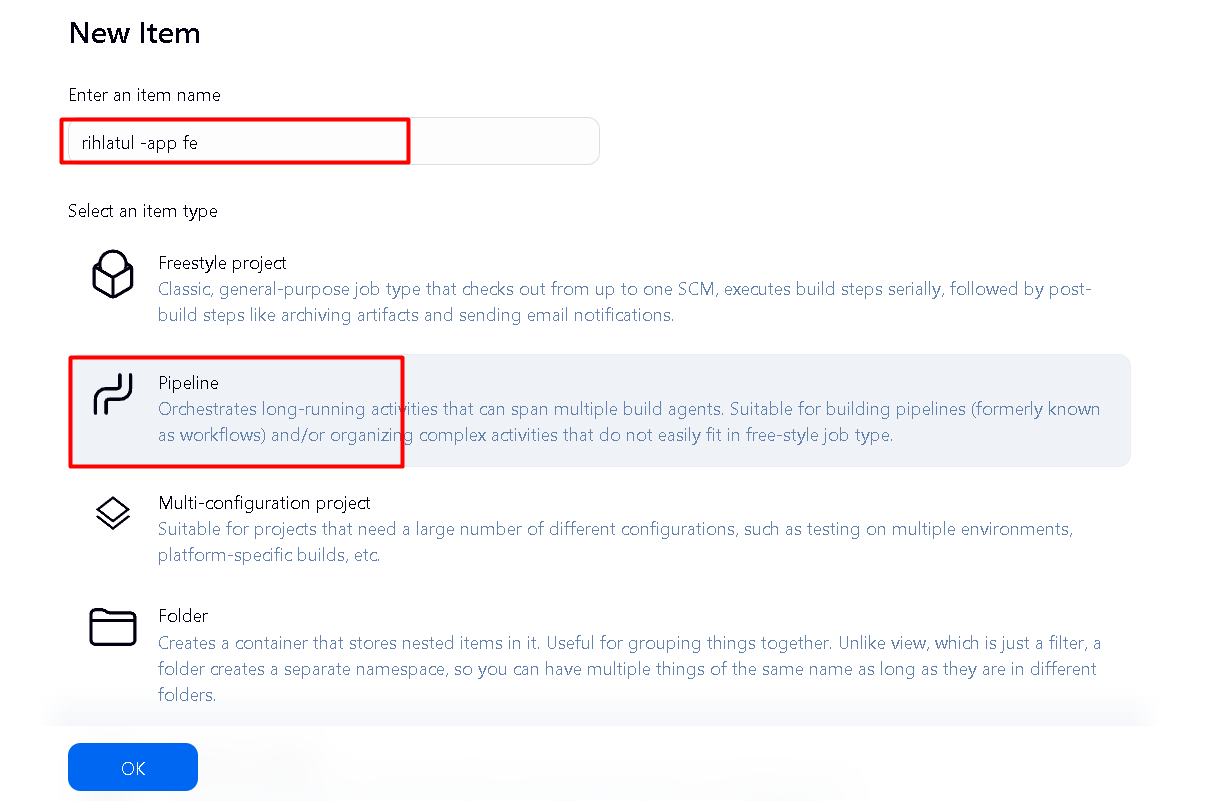 New Item
Enter an item name
rihlatul -app fe
Select an item type
Freestyle project
Classic, general-purpose job type that checks out from up to one SCM, executes build steps serially, followed by post-
build steps like archiving artifacts and sending email notifications.
Pipeline
Orchestrates long-running activities that can span multiple build agents. Suitable for building pipelines (formerly known
as workflows) and/or organizing complex activities that do not easily fit in free-style job type.
Multi-configuration project
Suitable for projects that need a large number of different configurations, such as testing on multiple environments,
platform-specific builds, etc.
Folder
Creates a container that stores nested items in it. Useful for grouping things together. Unlike view, which is just a filter, a
folder creates a separate namespace, so you can have multiple things of the same name as long as they are in different
folders.
OK